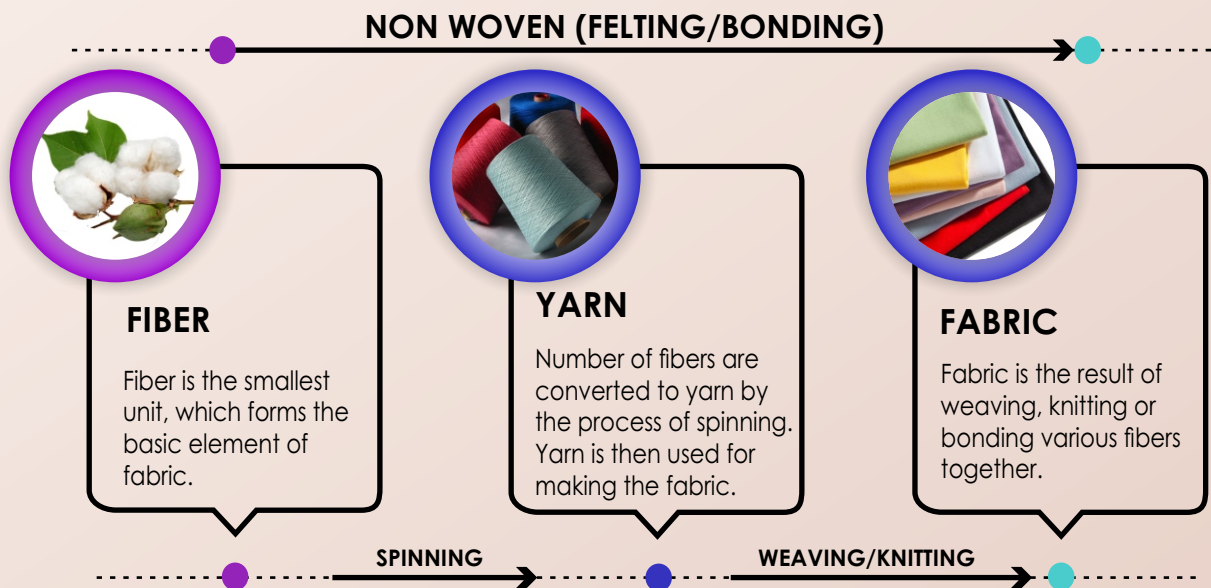 NON WOVEN (FELTING/BONDING)
FIBER
Fiber is the smallest
unit, which forms the
basic element of
fabric.
YARN
Number of fibers are
converted to yarn by
the process of spinning.
Yarn is then used for
making the fabric.
FABRIC
Fabric is the result of
weaving, knitting or
bonding various fibers
together.
SPINNING
WEAVING/KNITTING